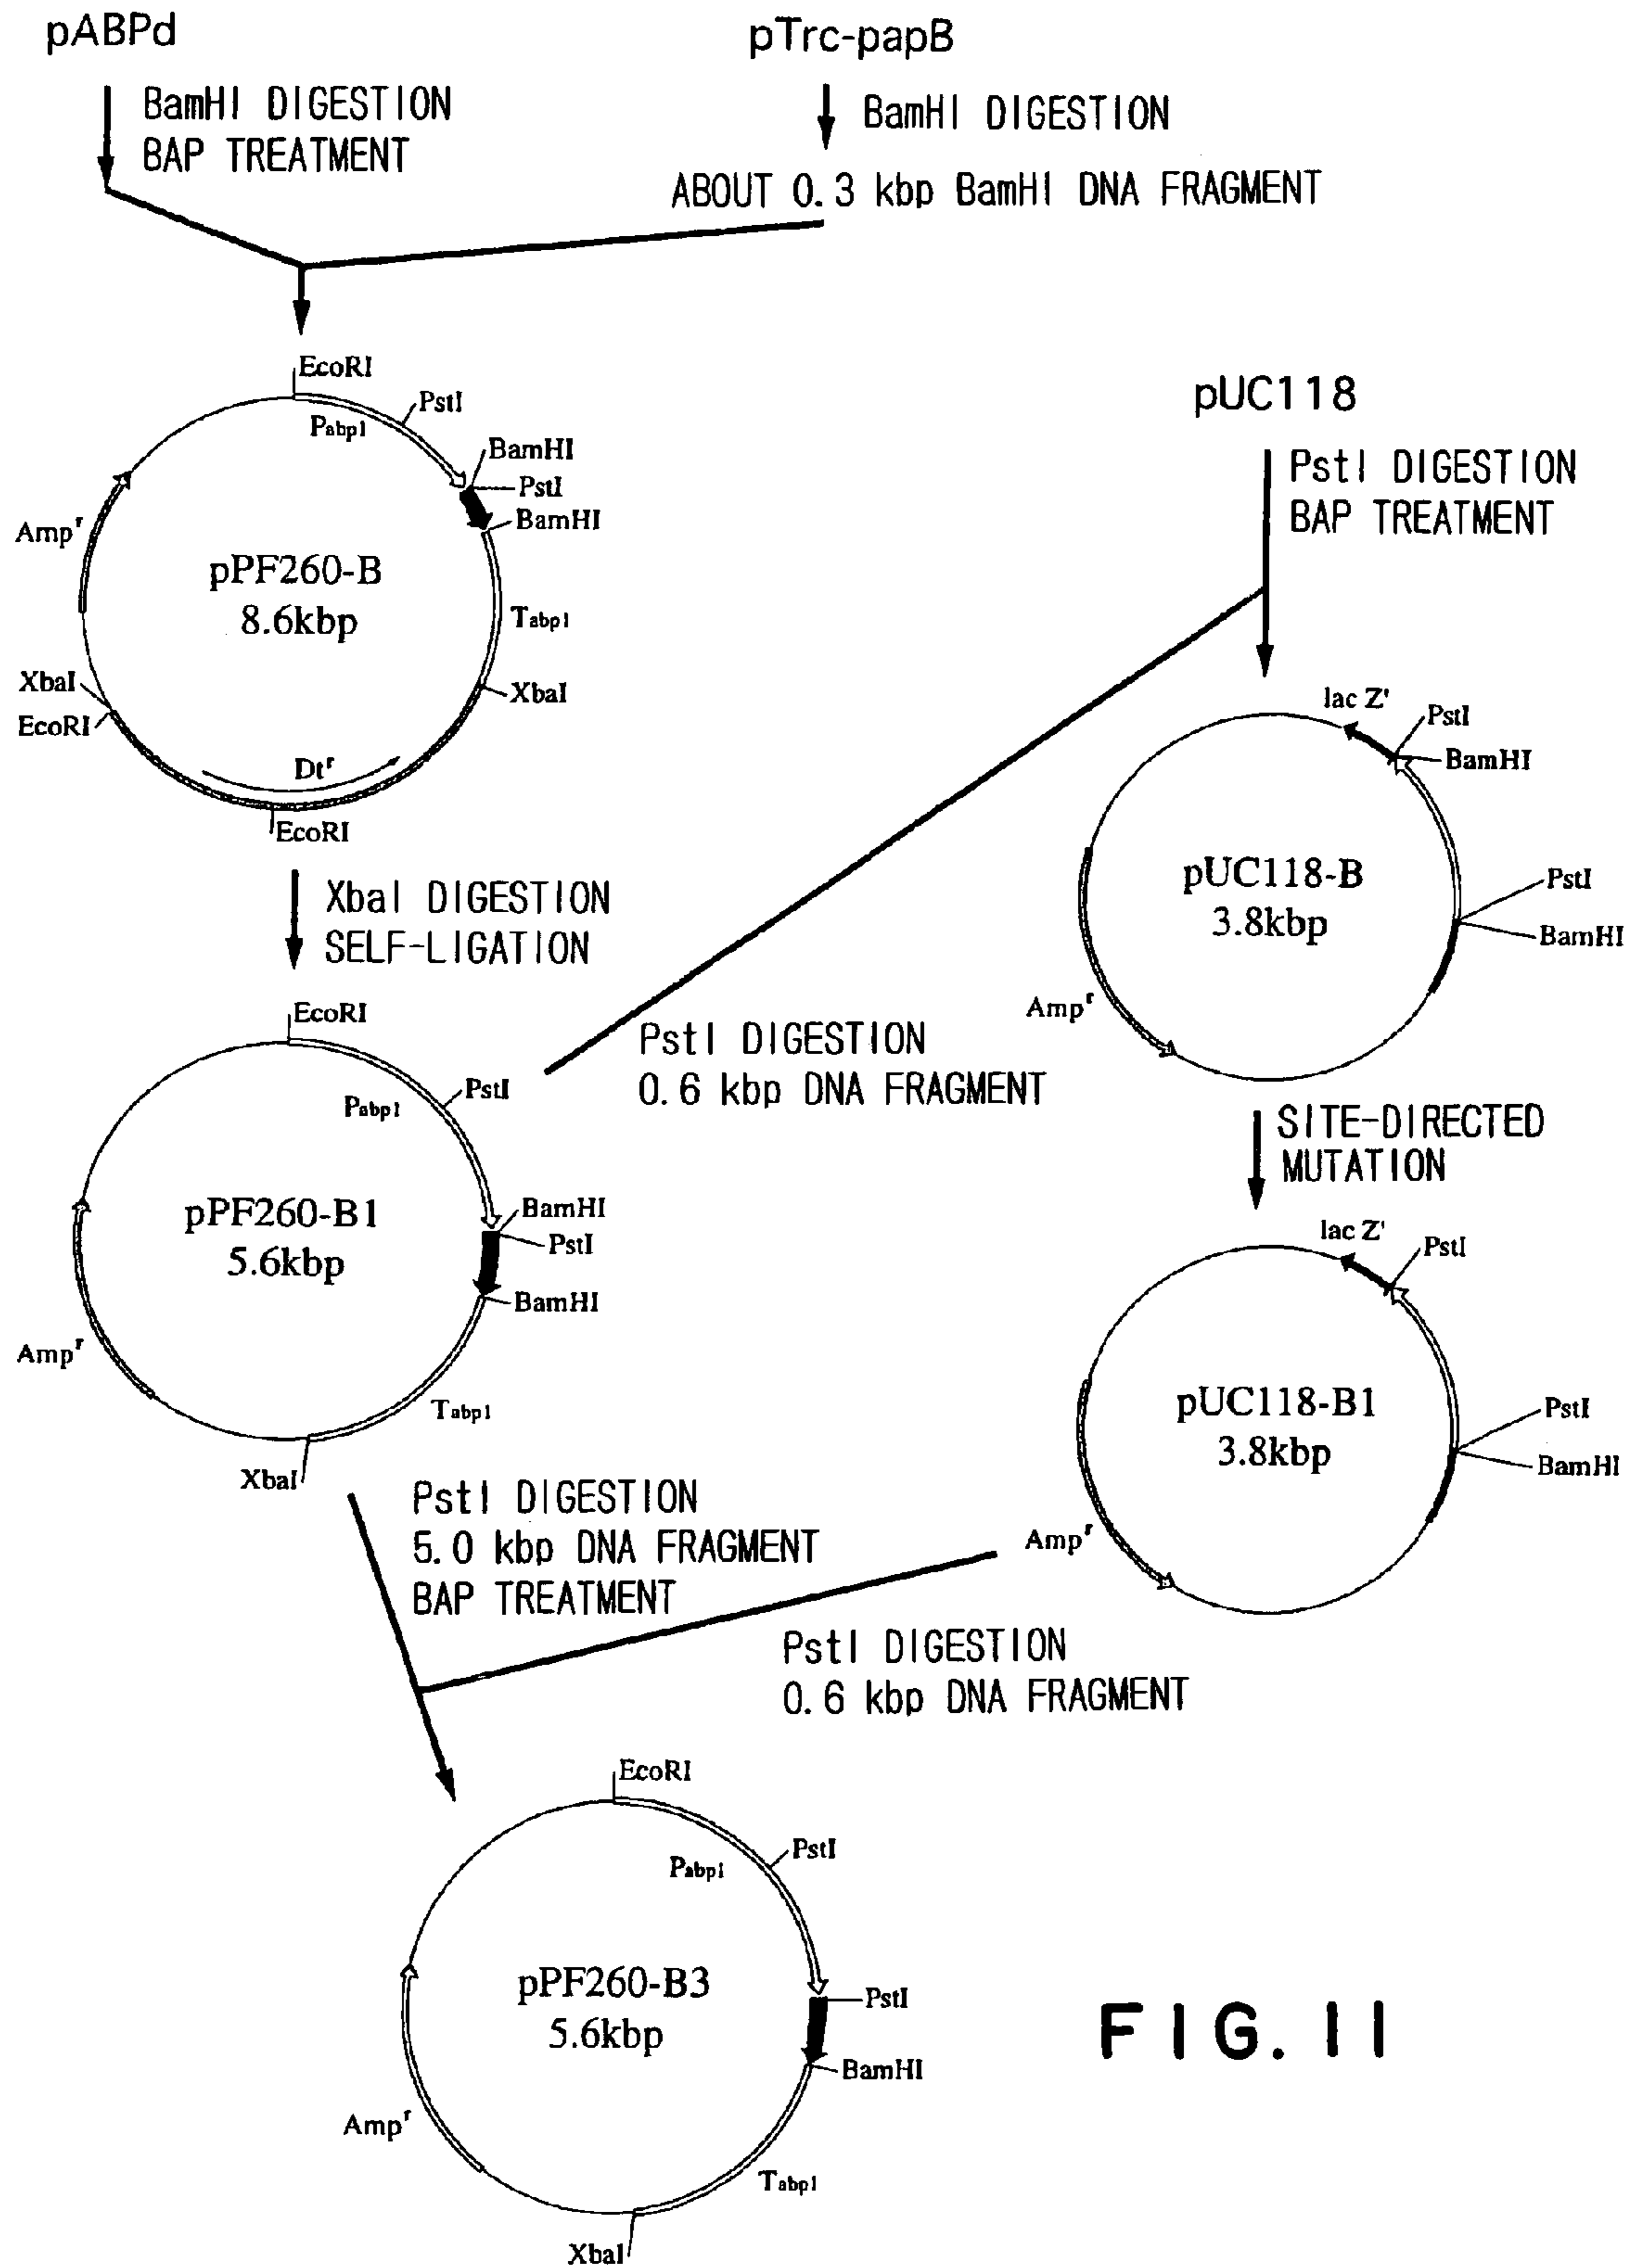 pABPd
BamHI DIGESTION
BAP TREATMENT
pTrc-papB
BamHI DIGESTION
ABOUT 0.3 kbp BamHI DNA FRAGMENT
EcoRI
PstI
Pabp1
BamHI
PstI
BamHI
Ampʳ
pPF260-B
8.6kbp
Tabp1
XbaI
EcoRI
XbaI
Dtʳ
EcoRI
pUC118
PstI DIGESTION
BAP TREATMENT
XbaI DIGESTION
SELF-LIGATION
PstI DIGESTION
0.6 kbp DNA FRAGMENT
lac Z'
PstI
BamHI
pUC118-B
3.8kbp
PstI
BamHI
Ampʳ
SITE-DIRECTED
MUTATION
EcoRI
PstI
Pabp1
BamHI
PstI
BamHI
pPF260-B1
5.6kbp
Ampʳ
Tabp1
XbaI
lac Z'
PstI
pUC118-B1
3.8kbp
PstI
BamHI
Ampʳ
PstI DIGESTION
5.0 kbp DNA FRAGMENT
BAP TREATMENT
PstI DIGESTION
0.6 kbp DNA FRAGMENT
EcoRI
PstI
Pabp1
pPF260-B3
5.6kbp
PstI
BamHI
Ampʳ
Tabp1
XbaI
FIG. 11